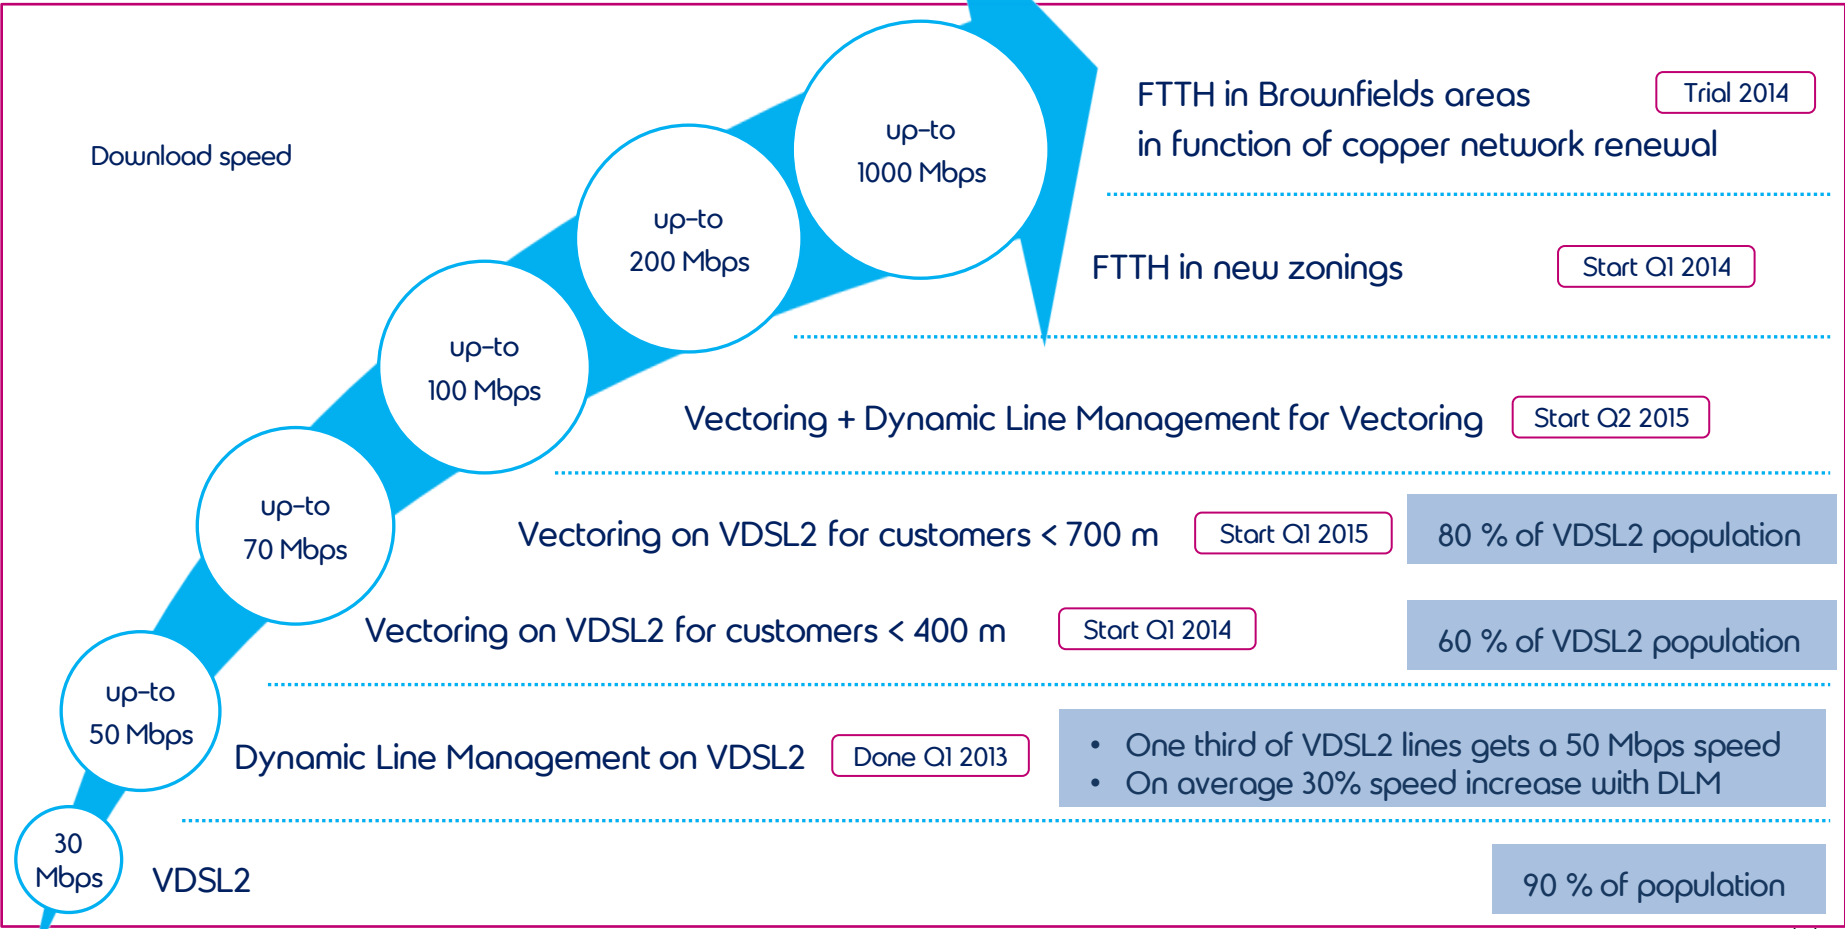 Download speed
up-to
1000 Mbps
FTTH in Brownfields areas
Trial 2014
in function of copper network renewal
up-to
200 Mbps
FTTH in new zonings
Start Q1 2014
up-to
100 Mbps
Vectoring + Dynamic Line Management for Vectoring
Start Q2 2015
up-to
70 Mbps
Vectoring on VDSL2 for customers < 700 m
Start Q1 2015
80 % of VDSL2 population
Vectoring on VDSL2 for customers < 400 m
Start Q1 2014
60 % of VDSL2 population
up-to
50 Mbps
Dynamic Line Management on VDSL2
Done Q1 2013
• One third of VDSL2 lines gets a 50 Mbps speed
• On average 30% speed increase with DLM
30
Mbps
VDSL2
90 % of population